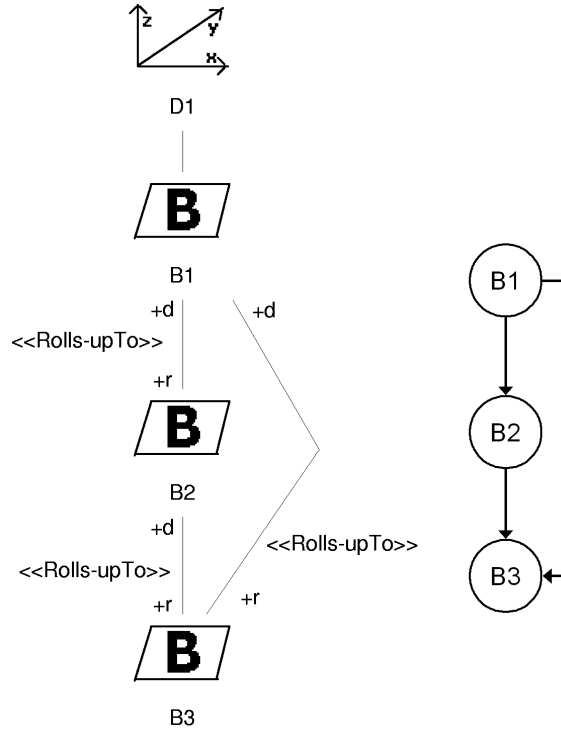 z
y
x
D1
B
B1
+d
+d
<<Rolls-upTo>>
+r
B
B2
+d
<<Rolls-upTo>>
<<Rolls-upTo>>
+r
+r
B
B3
B1
B2
B3